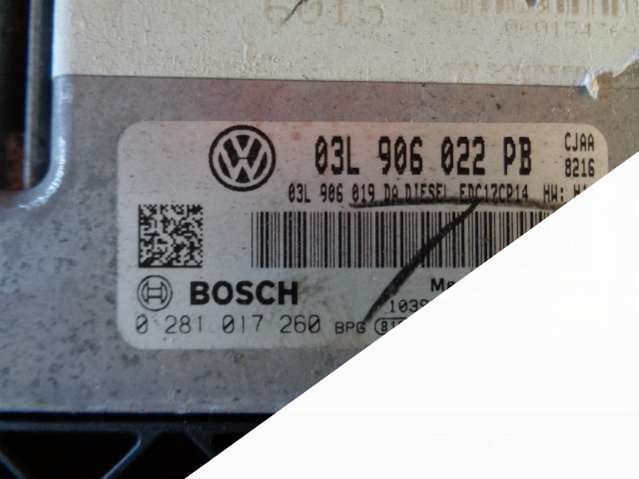 6015
03L 906 022 PB
CJAA
8216
03L 906 019 DA DIESEL EDC17CP14 HW:
BOSCH
0 281 017 260 BPG